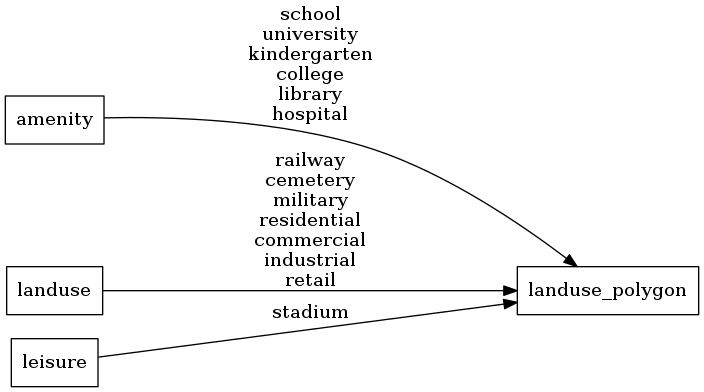 school
university
kindergarten
college
library
hospital
amenity
railway
cemetery
military
residential
commercial
industrial
retail
landuse
landuse_polygon
stadium
leisure